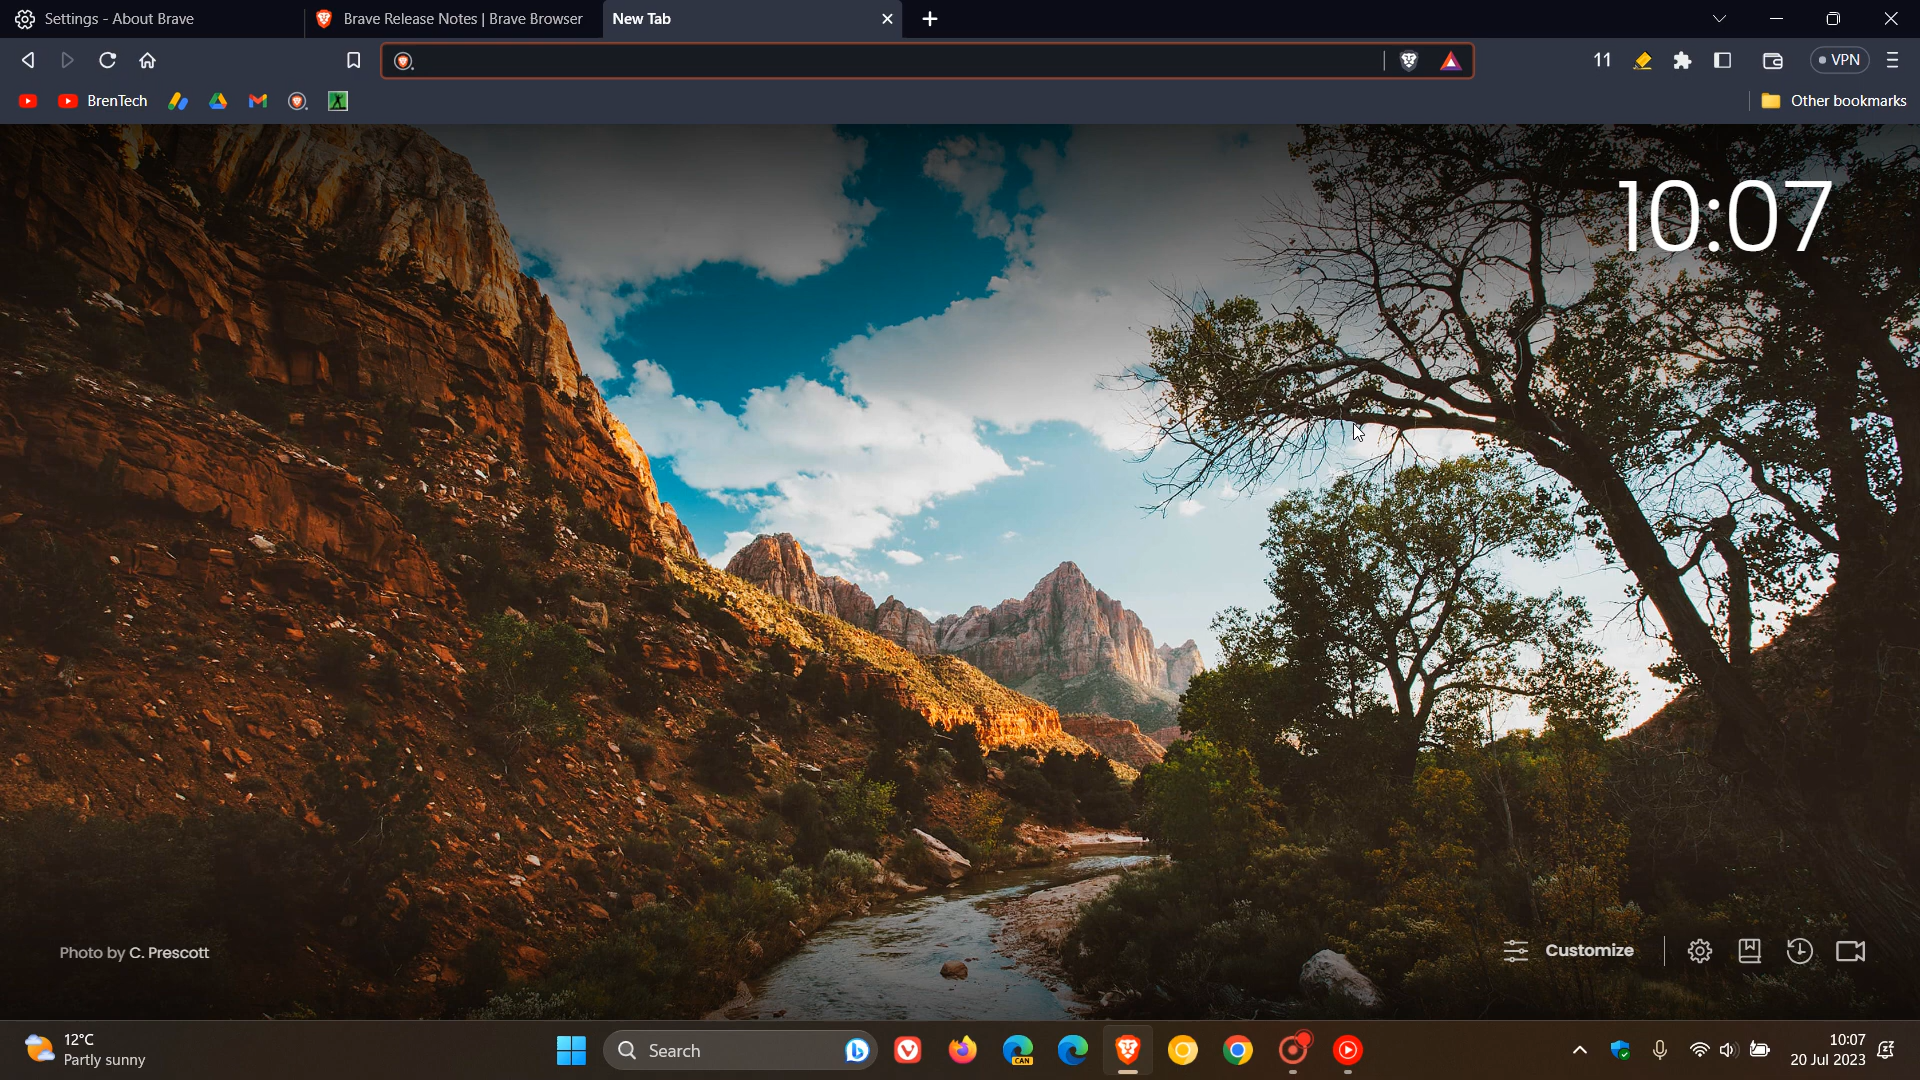 Settings - About Brave
Brave Release Notes | Brave Browser
New Tab
11
VPN
BrenTech
Other bookmarks
10:07
Photo by C. Prescott
Customize
12°C
Partly sunny
Search
CAN
10:07
20 Jul 2023